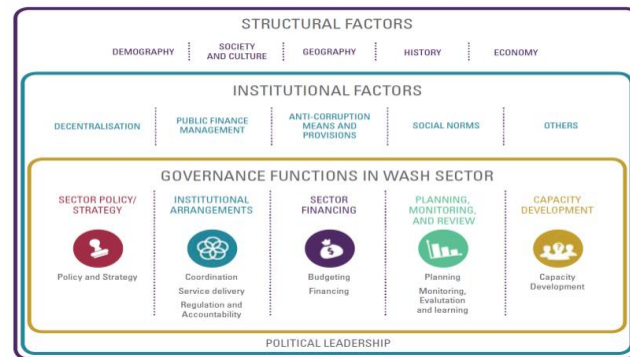 STRUCTURAL FACTORS
DEMOGRAPHY
SOCIETY
AND CULTURE
GEOGRAPHY
HISTORY
ECONOMY
INSTITUTIONAL FACTORS
DECENTRALISATION
PUBLIC FINANCE
MANAGEMENT
ANTI-CORRUPTION
MEANS AND
PROVISIONS
SOCIAL NORMS
OTHERS
GOVERNANCE FUNCTIONS IN WASH SECTOR
SECTOR POLICY/
STRATEGY
Policy and Strategy
INSTITUTIONAL
ARRANGEMENTS
Coordination
Service delivery
Regulation and
Accountability
SECTOR
FINANCING
Budgeting
Financing
PLANNING,
MONITORING,
AND REVIEW
Planning
Monitoring,
Evalutation
and learning
CAPACITY
DEVELOPMENT
Capacity
Development
POLITICAL LEADERSHIP